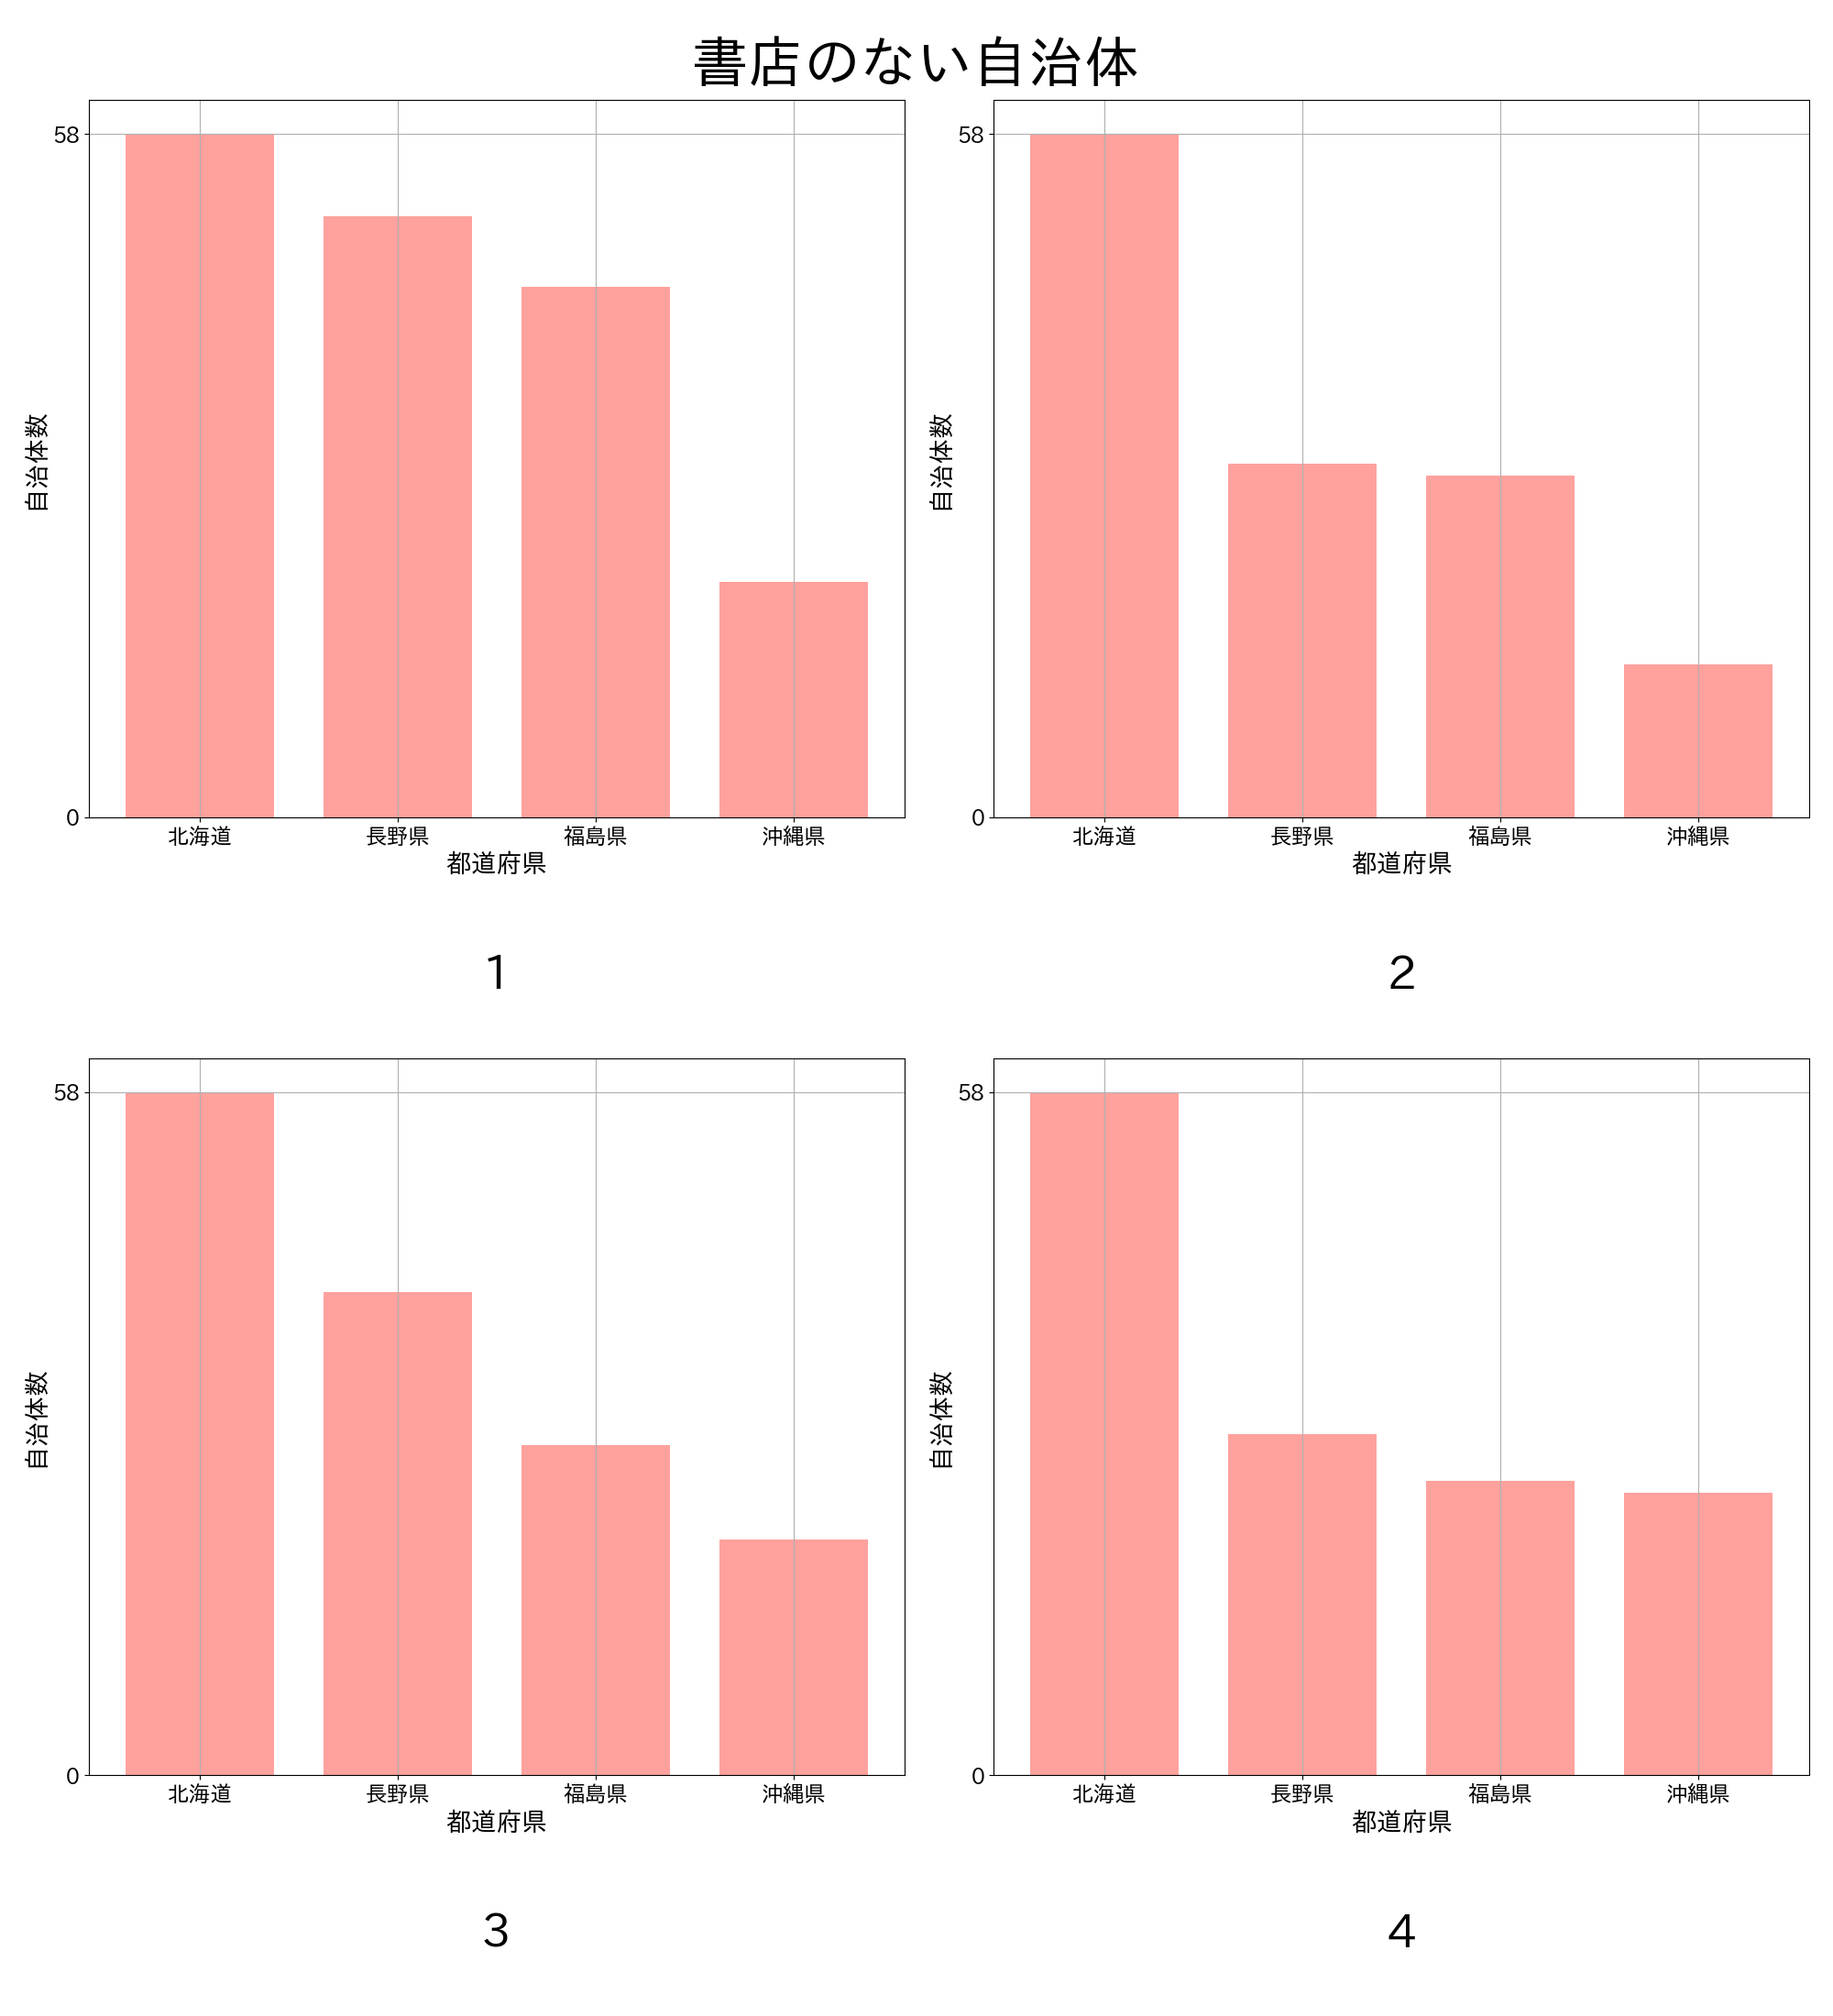 書店のない自治体
58
0
自治体数
北海道 長野県 福島県 沖縄県
都道府県
1
58
0
自治体数
北海道 長野県 福島県 沖縄県
都道府県
2
58
0
自治体数
北海道 長野県 福島県 沖縄県
都道府県
3
58
0
自治体数
北海道 長野県 福島県 沖縄県
都道府県
4